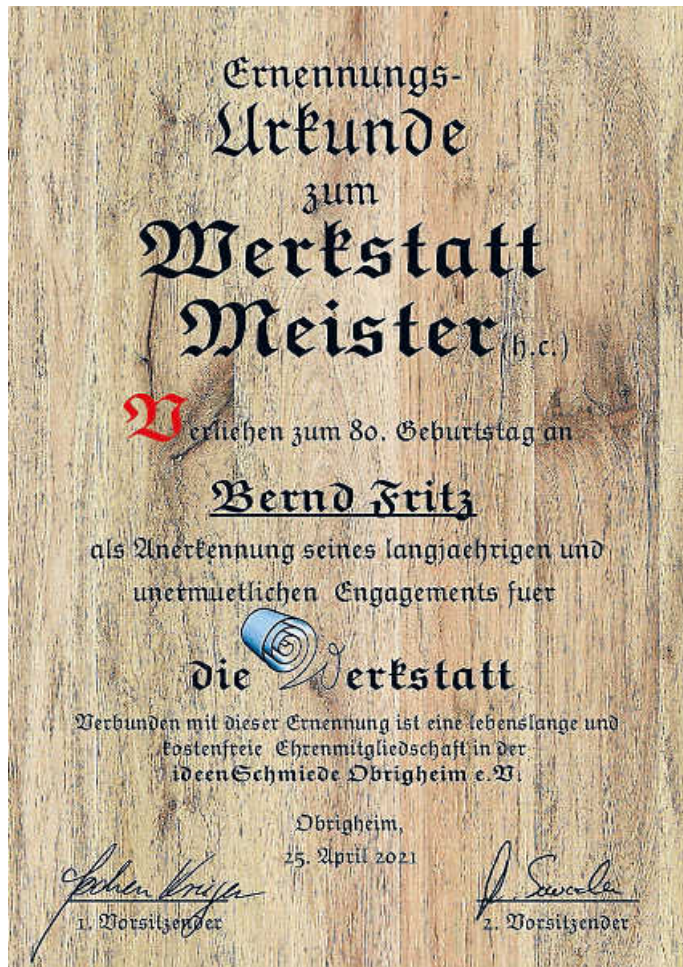 Ernennungs-
Urkunde
zum
Werkstatt
Meister (h.c.)
Verliehen zum 80. Geburtstag an
Bernd Fritz
als Anerkennung seines langjaehrigen und
unermuetlichen Engagements fuer
die Werkstatt
Verbunden mit dieser Ernennung ist eine lebenslange und
kostenfreie Ehrenmitgliedschaft in der
ideenSchmiede Obrigheim e.V.
Obrigheim,
25. April 2021
1. Vorsitzender
2. Vorsitzender